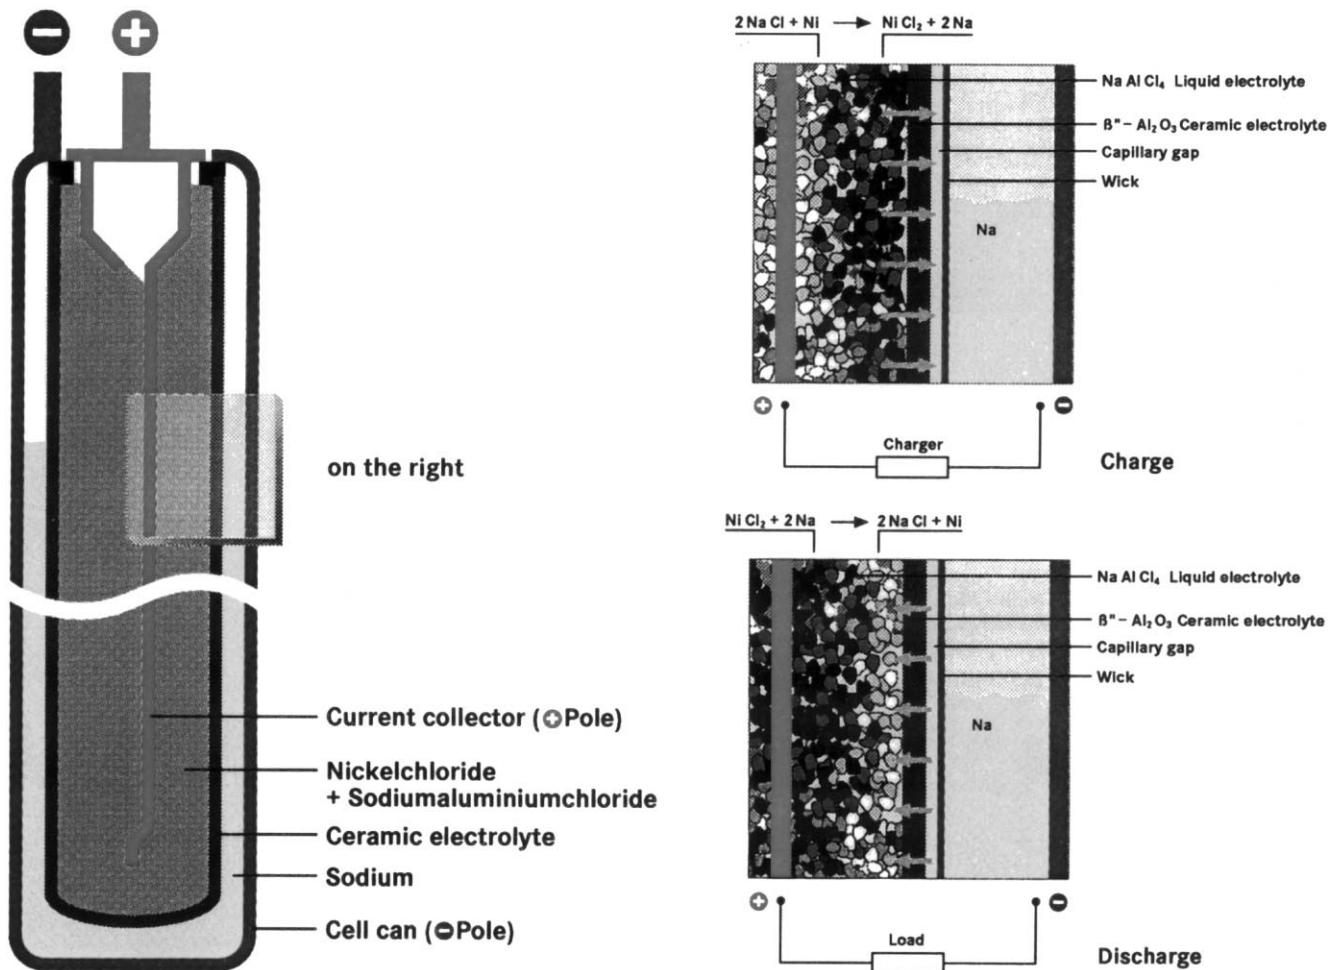 − +
on the right
Current collector (+Pole)
Nickelchloride
+ Sodiumaluminiumchloride
Ceramic electrolyte
Sodium
Cell can (−Pole)
2 Na Cl + Ni → Ni Cl₂ + 2 Na
Na Al Cl₄ Liquid electrolyte
ß" − Al₂ O₃ Ceramic electrolyte
Capillary gap
Wick
Na
+ −
Charger
Charge
Ni Cl₂ + 2 Na → 2 Na Cl + Ni
Na Al Cl₄ Liquid electrolyte
ß" − Al₂ O₃ Ceramic electrolyte
Capillary gap
Wick
Na
+ −
Load
Discharge